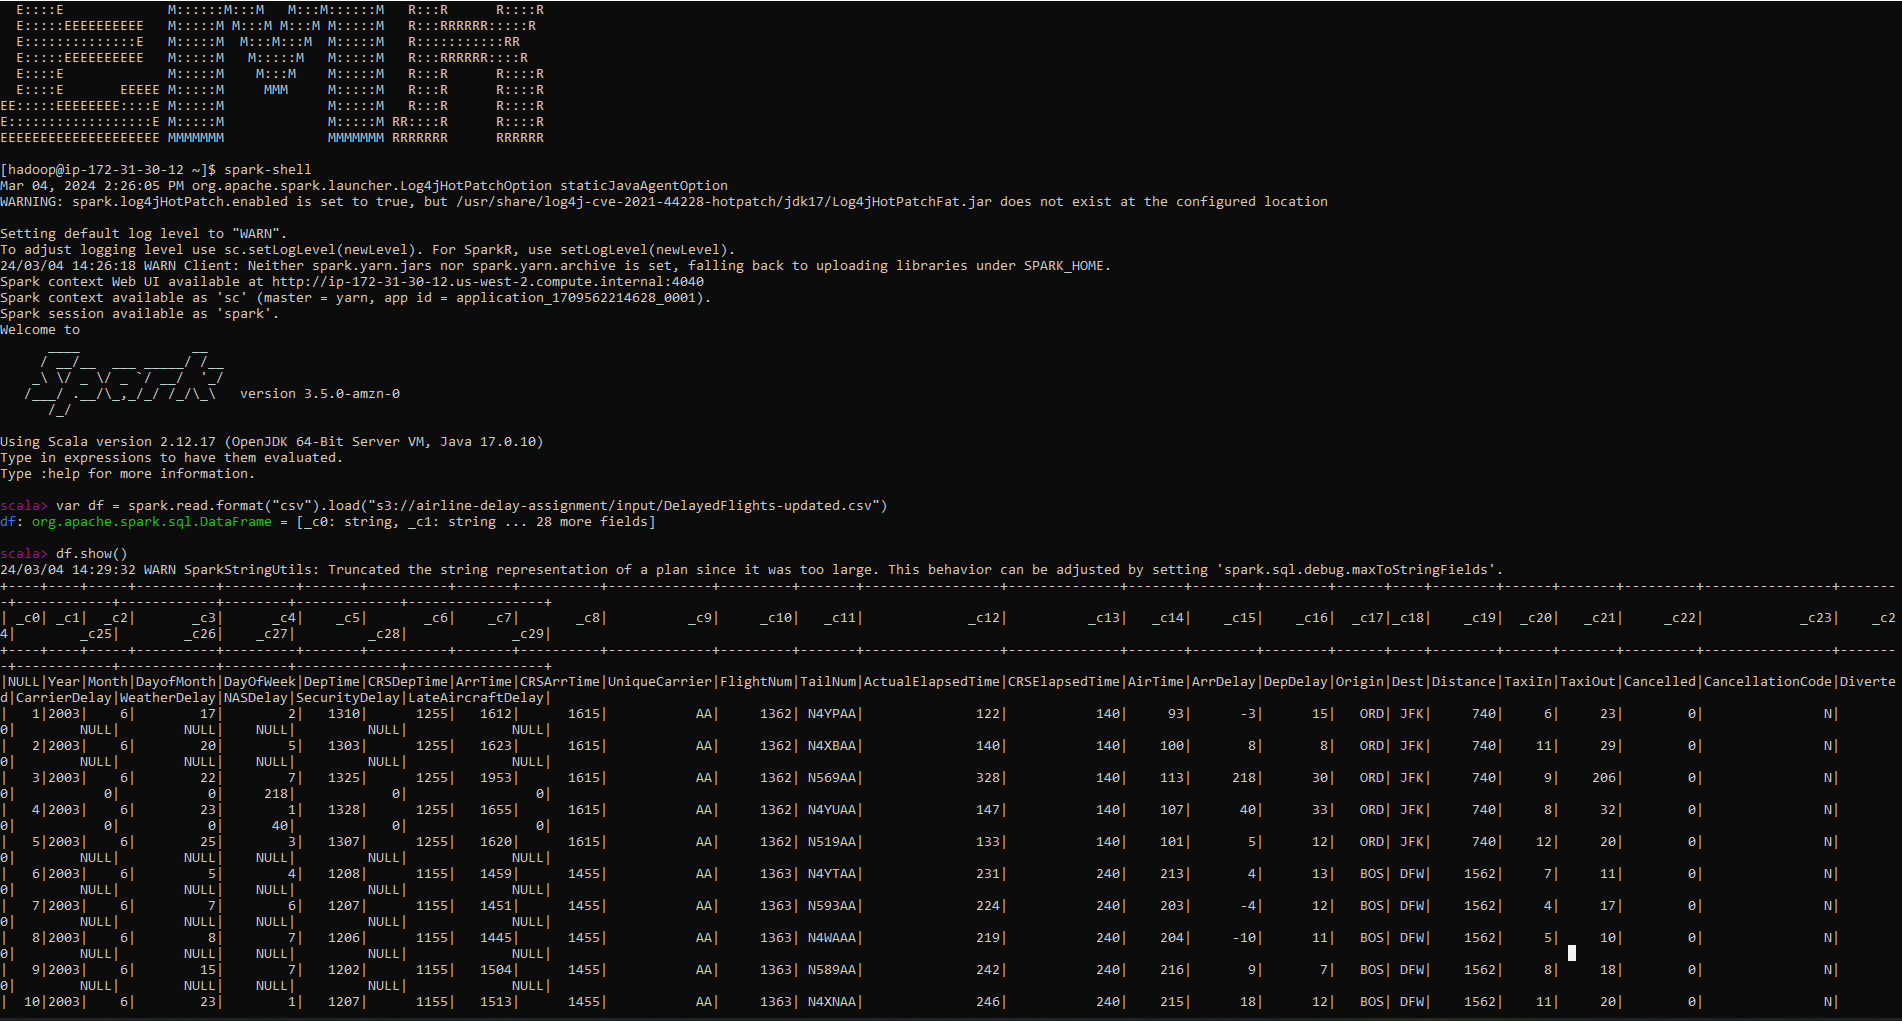 E::::E             M::::::M:::M   M:::M::::::M   R:::R      R::::R
  E:::::EEEEEEEEEE   M:::::M M:::M M:::M M:::::M   R:::RRRRRR:::::R
  E::::::::::::::E   M:::::M  M:::M:::M  M:::::M   R:::::::::::RR
  E:::::EEEEEEEEEE   M:::::M   M:::::M   M:::::M   R:::RRRRRR::::R
  E::::E             M:::::M    M:::M    M:::::M   R:::R      R::::R
  E::::E       EEEEE M:::::M     MMM     M:::::M   R:::R      R::::R
EE:::::EEEEEEEE::::E M:::::M             M:::::M   R:::R      R::::R
E::::::::::::::::::E M:::::M             M:::::M RR::::R      R::::R
EEEEEEEEEEEEEEEEEEEE MMMMMMM             MMMMMMM RRRRRRR      RRRRRR
[hadoop@ip-172-31-30-12 ~]$ spark-shell
Mar 04, 2024 2:26:05 PM org.apache.spark.launcher.Log4jHotPatchOption staticJavaAgentOption
WARNING: spark.log4jHotPatch.enabled is set to true, but /usr/share/log4j-cve-2021-44228-hotpatch/jdk17/Log4jHotPatchFat.jar does not exist at the configured location
Setting default log level to "WARN".
To adjust logging level use sc.setLogLevel(newLevel). For SparkR, use setLogLevel(newLevel).
24/03/04 14:26:18 WARN Client: Neither spark.yarn.jars nor spark.yarn.archive is set, falling back to uploading libraries under SPARK_HOME.
Spark context Web UI available at http://ip-172-31-30-12.us-west-2.compute.internal:4040
Spark context available as 'sc' (master = yarn, app id = application_1709562214628_0001).
Spark session available as 'spark'.
Welcome to
      ____              __
     / __/__  ___ _____/ /__
    _\ \/ _ \/ _ `/ __/  '_/
   /___/ .__/\_,_/_/ /_/\_\   version 3.5.0-amzn-0
      /_/
Using Scala version 2.12.17 (OpenJDK 64-Bit Server VM, Java 17.0.10)
Type in expressions to have them evaluated.
Type :help for more information.
scala> var df = spark.read.format("csv").load("s3://airline-delay-assignment/input/DelayedFlights-updated.csv")
df: org.apache.spark.sql.DataFrame = [_c0: string, _c1: string ... 28 more fields]
scala> df.show()
24/03/04 14:29:32 WARN SparkStringUtils: Truncated the string representation of a plan since it was too large. This behavior can be adjusted by setting 'spark.sql.debug.maxToStringFields'.
+----+----+-----+----------+---------+-------+----------+-------+----------+-------------+---------+-------+-----------------+--------------+-------+--------+--------+------+----+--------+------+-------+---------+----------------+-------
-+------------+------------+--------+-------------+-----------------+
| _c0| _c1|  _c2|       _c3|      _c4|    _c5|       _c6|    _c7|       _c8|          _c9|     _c10|   _c11|             _c12|          _c13|   _c14|    _c15|    _c16|  _c17|_c18|    _c19|  _c20|   _c21|     _c22|            _c23|    _c2
4|        _c25|        _c26|    _c27|         _c28|             _c29|
+----+----+-----+----------+---------+-------+----------+-------+----------+-------------+---------+-------+-----------------+--------------+-------+--------+--------+------+----+--------+------+-------+---------+----------------+-------
-+------------+------------+--------+-------------+-----------------+
|NULL|Year|Month|DayofMonth|DayOfWeek|DepTime|CRSDepTime|ArrTime|CRSArrTime|UniqueCarrier|FlightNum|TailNum|ActualElapsedTime|CRSElapsedTime|AirTime|ArrDelay|DepDelay|Origin|Dest|Distance|TaxiIn|TaxiOut|Cancelled|CancellationCode|Diverte
d|CarrierDelay|WeatherDelay|NASDelay|SecurityDelay|LateAircraftDelay|
|   1|2003|    6|        17|        2|   1310|      1255|   1612|      1615|           AA|     1362| N4YPAA|              122|           140|     93|      -3|      15|   ORD| JFK|     740|     6|     23|        0|               N|
0|        NULL|        NULL|    NULL|         NULL|             NULL|
|   2|2003|    6|        20|        5|   1303|      1255|   1623|      1615|           AA|     1362| N4XBAA|              140|           140|    100|       8|       8|   ORD| JFK|     740|    11|     29|        0|               N|
0|        NULL|        NULL|    NULL|         NULL|             NULL|
|   3|2003|    6|        22|        7|   1325|      1255|   1953|      1615|           AA|     1362| N569AA|              328|           140|    113|     218|      30|   ORD| JFK|     740|     9|    206|        0|               N|
0|           0|           0|     218|            0|                0|
|   4|2003|    6|        23|        1|   1328|      1255|   1655|      1615|           AA|     1362| N4YUAA|              147|           140|    107|      40|      33|   ORD| JFK|     740|     8|     32|        0|               N|
0|           0|           0|      40|            0|                0|
|   5|2003|    6|        25|        3|   1307|      1255|   1620|      1615|           AA|     1362| N519AA|              133|           140|    101|       5|      12|   ORD| JFK|     740|    12|     20|        0|               N|
0|        NULL|        NULL|    NULL|         NULL|             NULL|
|   6|2003|    6|         5|        4|   1208|      1155|   1459|      1455|           AA|     1363| N4YTAA|              231|           240|    213|       4|      13|   BOS| DFW|    1562|     7|     11|        0|               N|
0|        NULL|        NULL|    NULL|         NULL|             NULL|
|   7|2003|    6|         7|        6|   1207|      1155|   1451|      1455|           AA|     1363| N593AA|              224|           240|    203|      -4|      12|   BOS| DFW|    1562|     4|     17|        0|               N|
0|        NULL|        NULL|    NULL|         NULL|             NULL|
|   8|2003|    6|         8|        7|   1206|      1155|   1445|      1455|           AA|     1363| N4WAAA|              219|           240|    204|     -10|      11|   BOS| DFW|    1562|     5|     10|        0|               N|
0|        NULL|        NULL|    NULL|         NULL|             NULL|
|   9|2003|    6|        15|        7|   1202|      1155|   1504|      1455|           AA|     1363| N589AA|              242|           240|    216|       9|       7|   BOS| DFW|    1562|     8|     18|        0|               N|
0|        NULL|        NULL|    NULL|         NULL|             NULL|
|  10|2003|    6|        23|        1|   1207|      1155|   1513|      1455|           AA|     1363| N4XNAA|              246|           240|    215|      18|      12|   BOS| DFW|    1562|    11|     20|        0|               N|